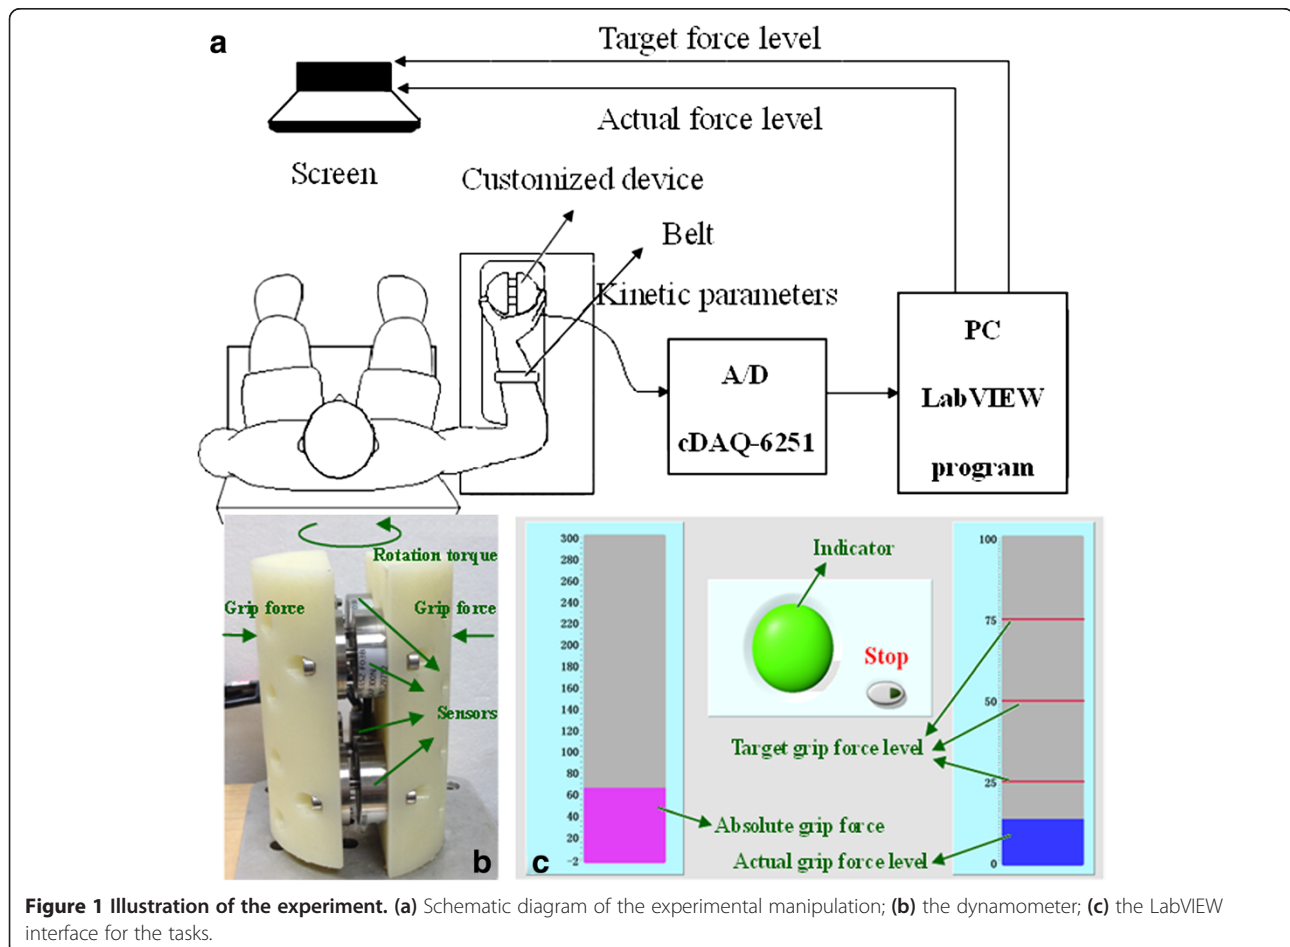 a
Target force level
Actual force level
Screen
Customized device
Belt
Kinetic parameters
A/D
cDAQ-6251
PC
LabVIEW
program
Rotation torque
Grip force
Grip force
Sensors
b
300
280
260
240
220
200
180
160
140
120
100
80
60
40
20
-2
Indicator
Stop
Target grip force level
Absolute grip force
Actual grip force level
100
75
50
25
0
c
Figure 1 Illustration of the experiment. (a) Schematic diagram of the experimental manipulation; (b) the dynamometer; (c) the LabVIEW
interface for the tasks.